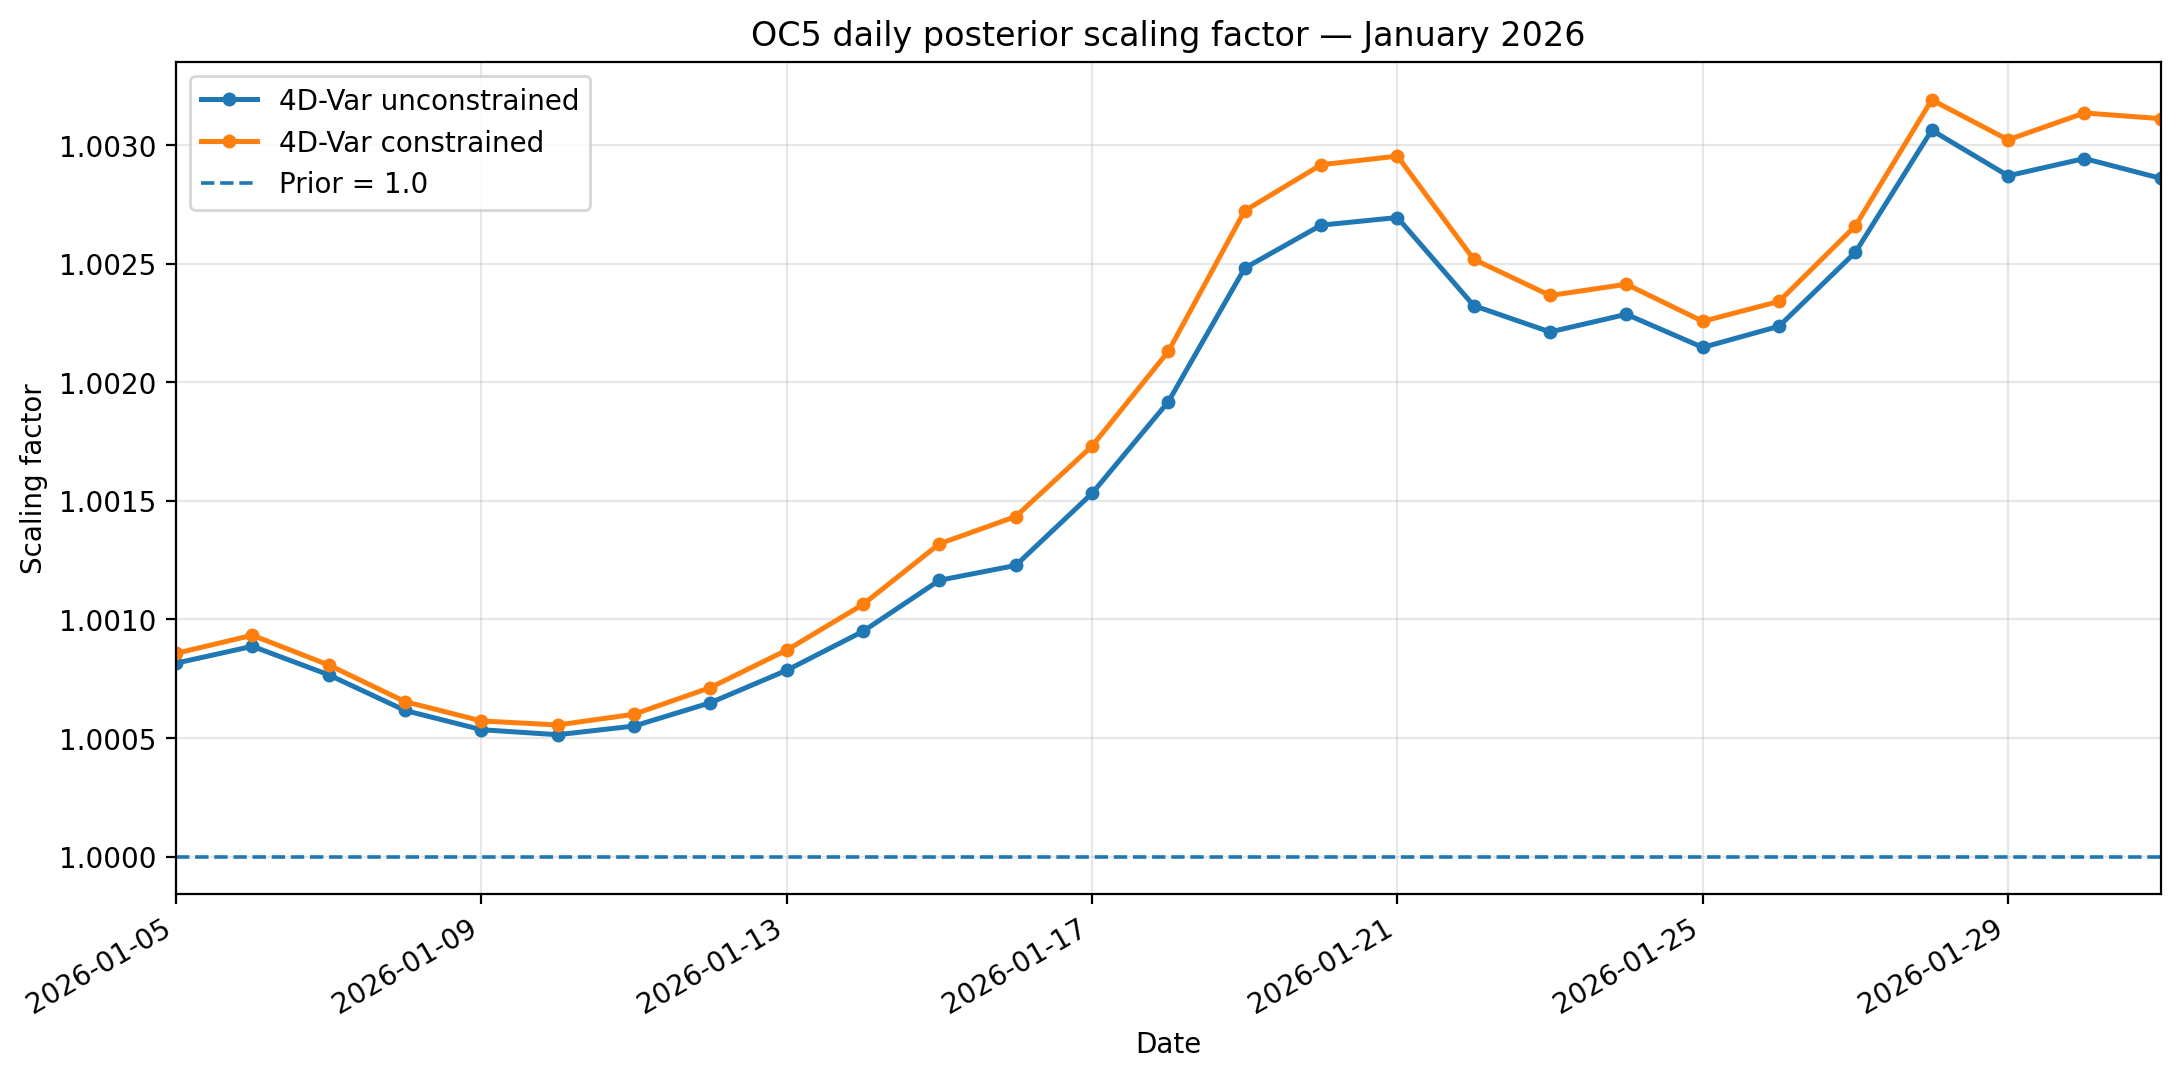 OC5 daily posterior scaling factor — January 2026
4D-Var unconstrained
4D-Var constrained
Prior = 1.0
Scaling factor
1.0030
1.0025
1.0020
1.0015
1.0010
1.0005
1.0000
2026-01-05
2026-01-09
2026-01-13
2026-01-17
2026-01-21
2026-01-25
2026-01-29
Date